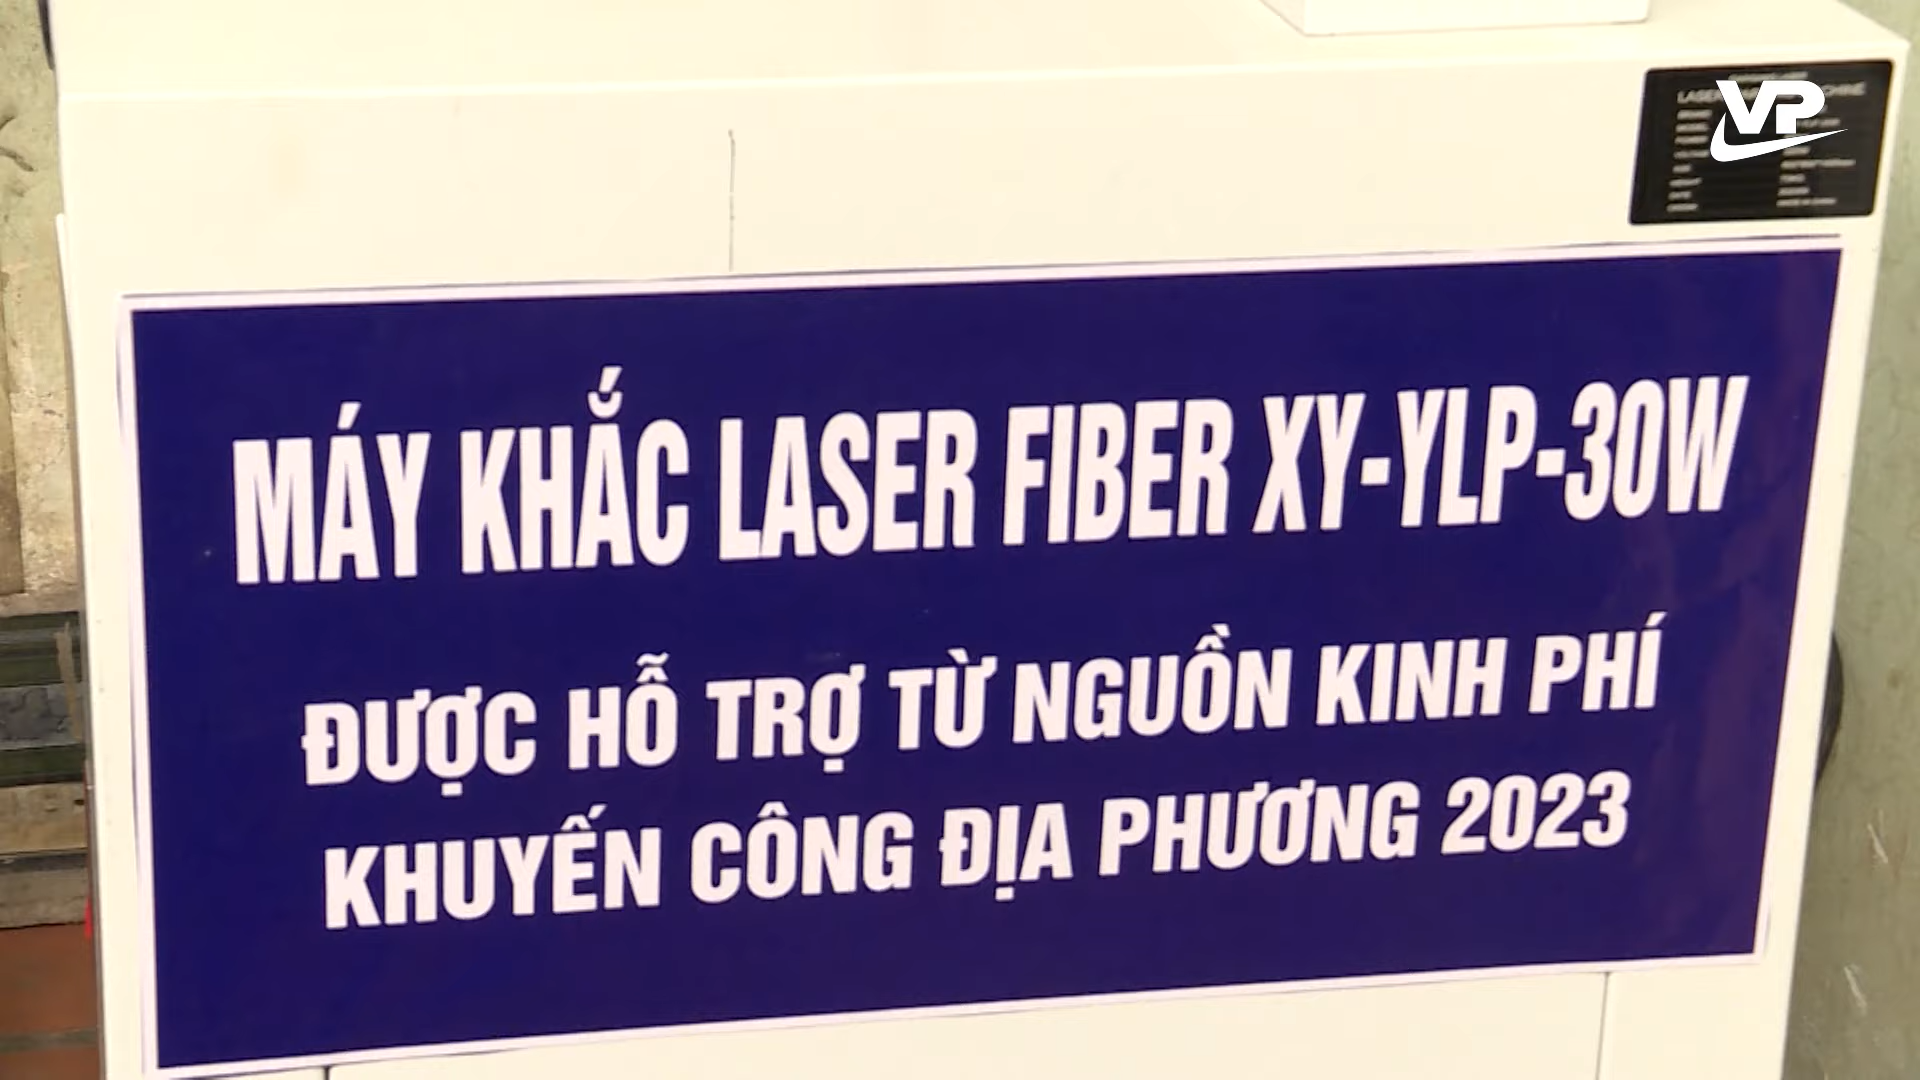 VP
MÁY KHẮC LASER FIBER XY-YLP-30W
ĐƯỢC HỖ TRỢ TỪ NGUỒN KINH PHÍ
KHUYẾN CÔNG ĐỊA PHƯƠNG 2023